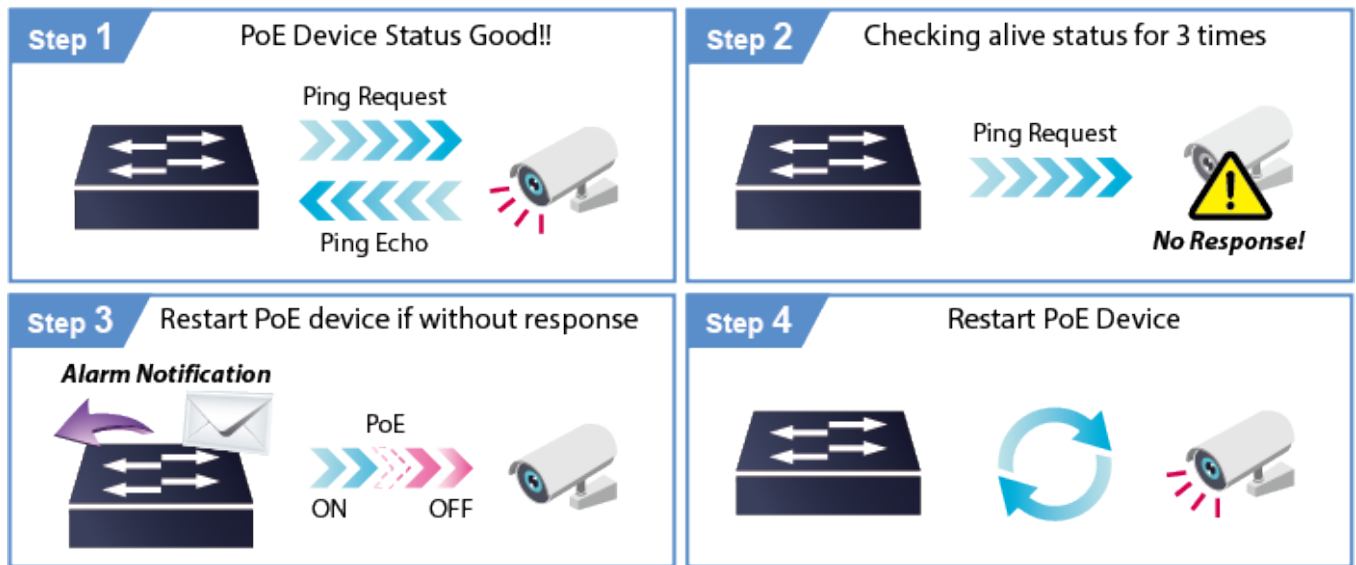 Step 1
PoE Device Status Good!!
Ping Request
Ping Echo
Step 2
Checking alive status for 3 times
Ping Request
No Response!
Step 3
Restart PoE device if without response
Alarm Notification
PoE
ON OFF
Step 4
Restart PoE Device